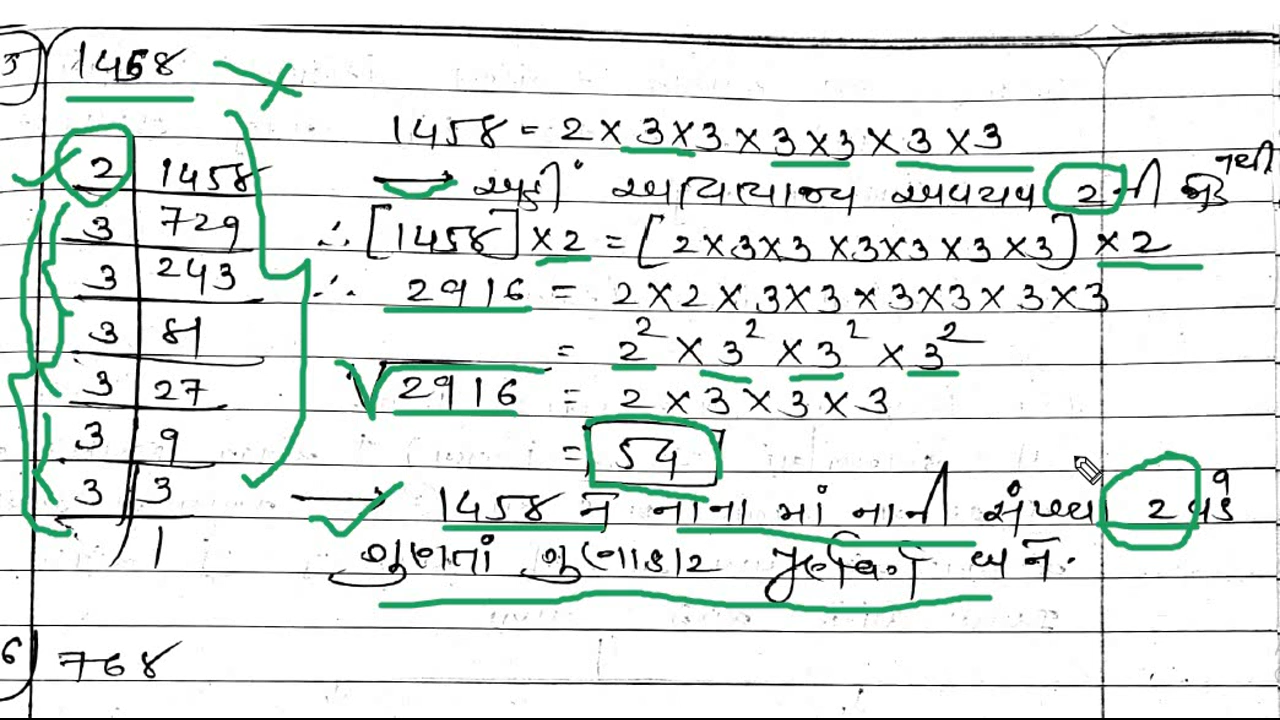 5 1458
2 | 1458
3 | 729
3 | 243
3 | 81
3 | 27
3 | 9
3 | 3
1
1458 = 2 × 3 × 3 × 3 × 3 × 3 × 3
→ અહીં અવિભાજ્ય અવયવ 2 ની જોડ નથી
∴ [1458] × 2 = [2 × 3 × 3 × 3 × 3 × 3 × 3] × 2
∴ 2916 = 2 × 2 × 3 × 3 × 3 × 3 × 3 × 3
= 2² × 3² × 3² × 3²
√2916 = 2 × 3 × 3 × 3
= 54
→ 1458 ને નાના માં નાની સંખ્યા 2 વડે
ગુણતાં ગુણાકાર પૂર્ણવર્ગ બને.
6 768